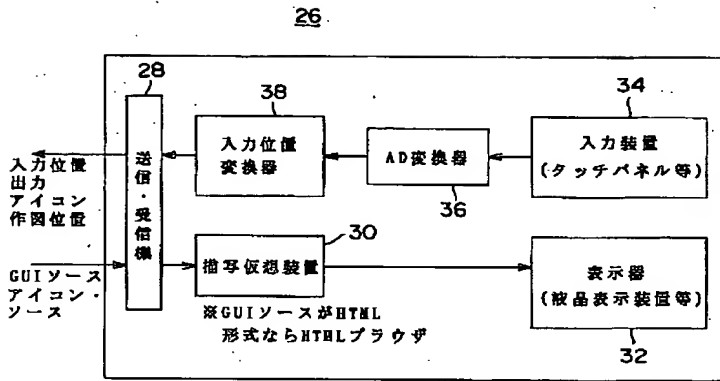 26
28
38
34
送信・受信機
入力位置
変換器
AD変換器
36
入力装置
(タッチパネル等)
入力位置
出力
アイコン
作図位置
30
描写仮想装置
表示器
(液晶表示装置等)
32
GUIソース
アイコン・
ソース
※GUIソースがHTML
形式ならHTMLブラウザ